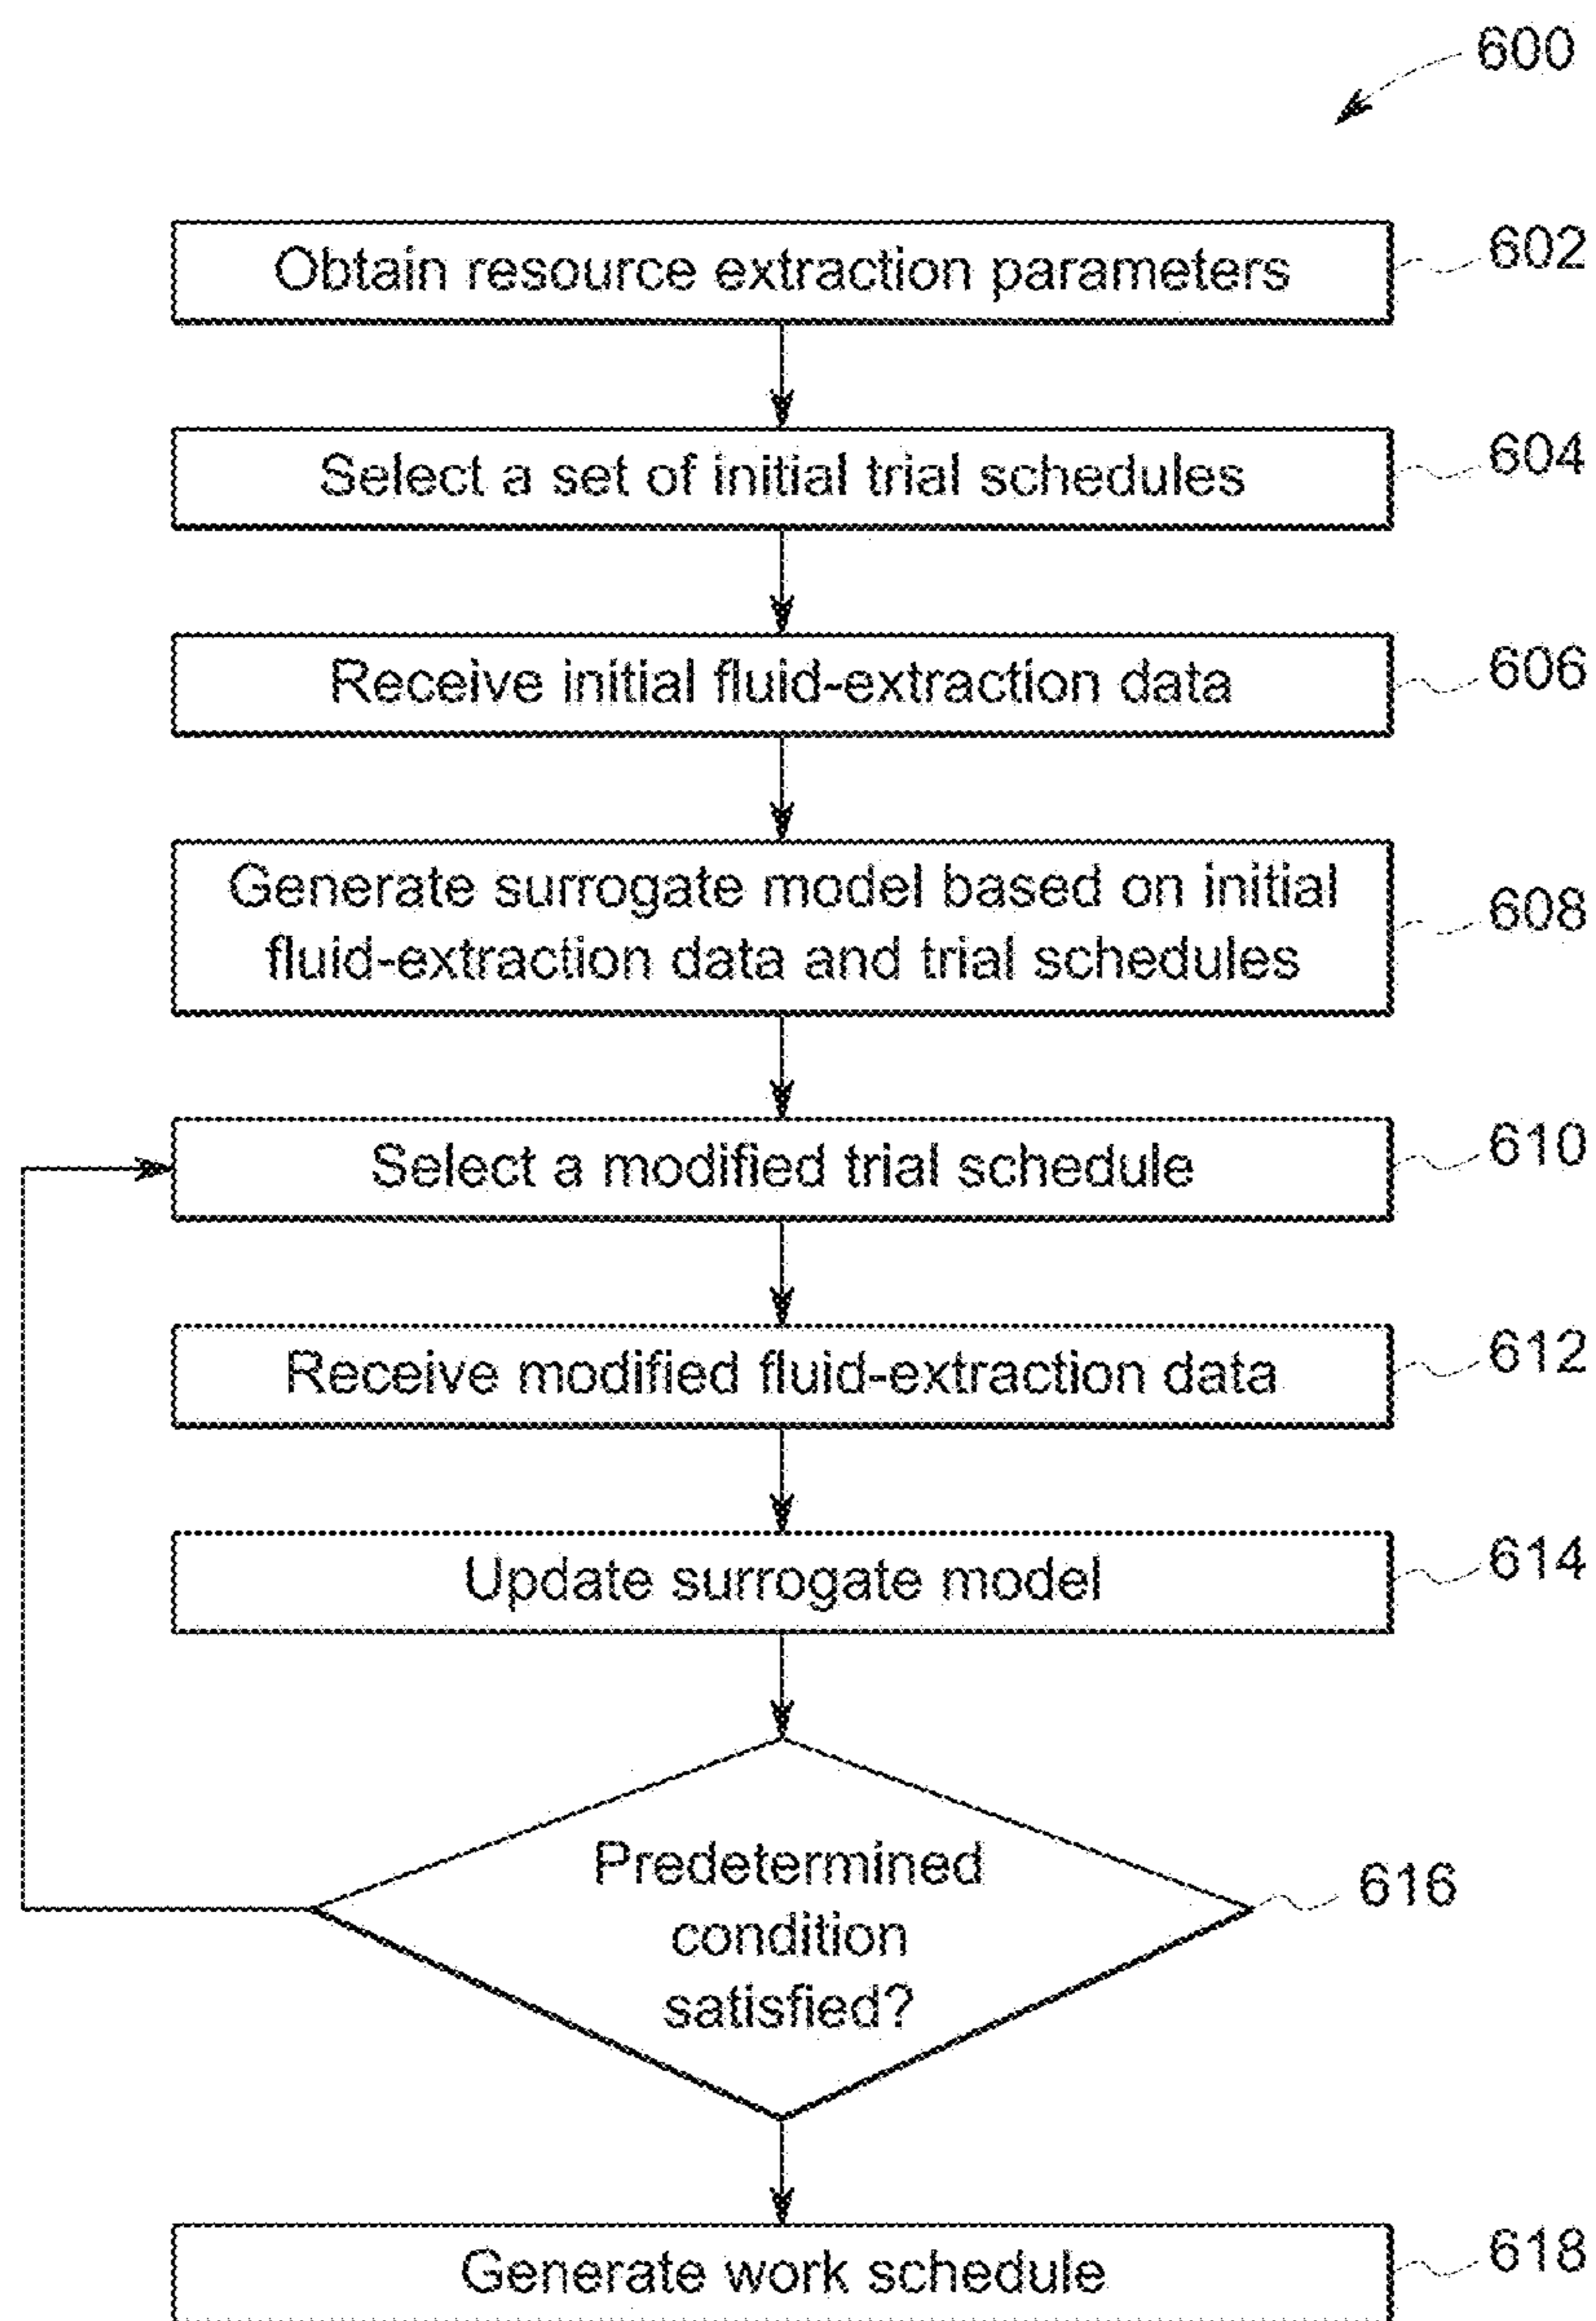 600
Obtain resource extraction parameters
602
Select a set of initial trial schedules
604
Receive initial fluid-extraction data
606
Generate surrogate model based on initial
fluid-extraction data and trial schedules
608
Select a modified trial schedule
610
Receive modified fluid-extraction data
612
Update surrogate model
614
Predetermined
condition
satisfied?
616
Generate work schedule
618